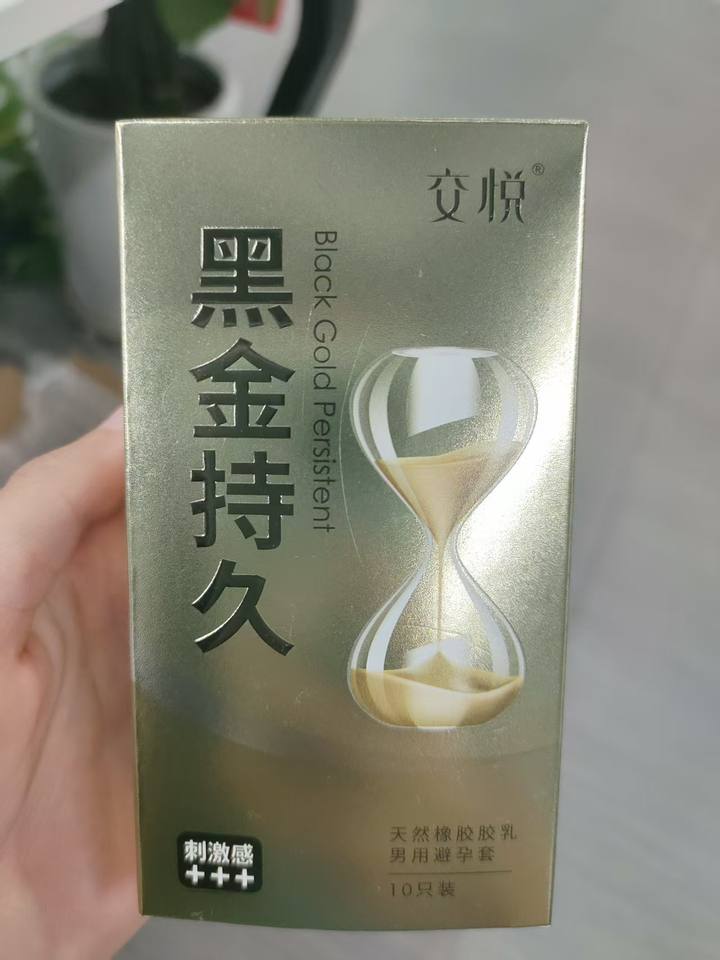 交悦®
黑金持久
Black Gold Persistent
刺激感
+++
天然橡胶胶乳
男用避孕套
10只装